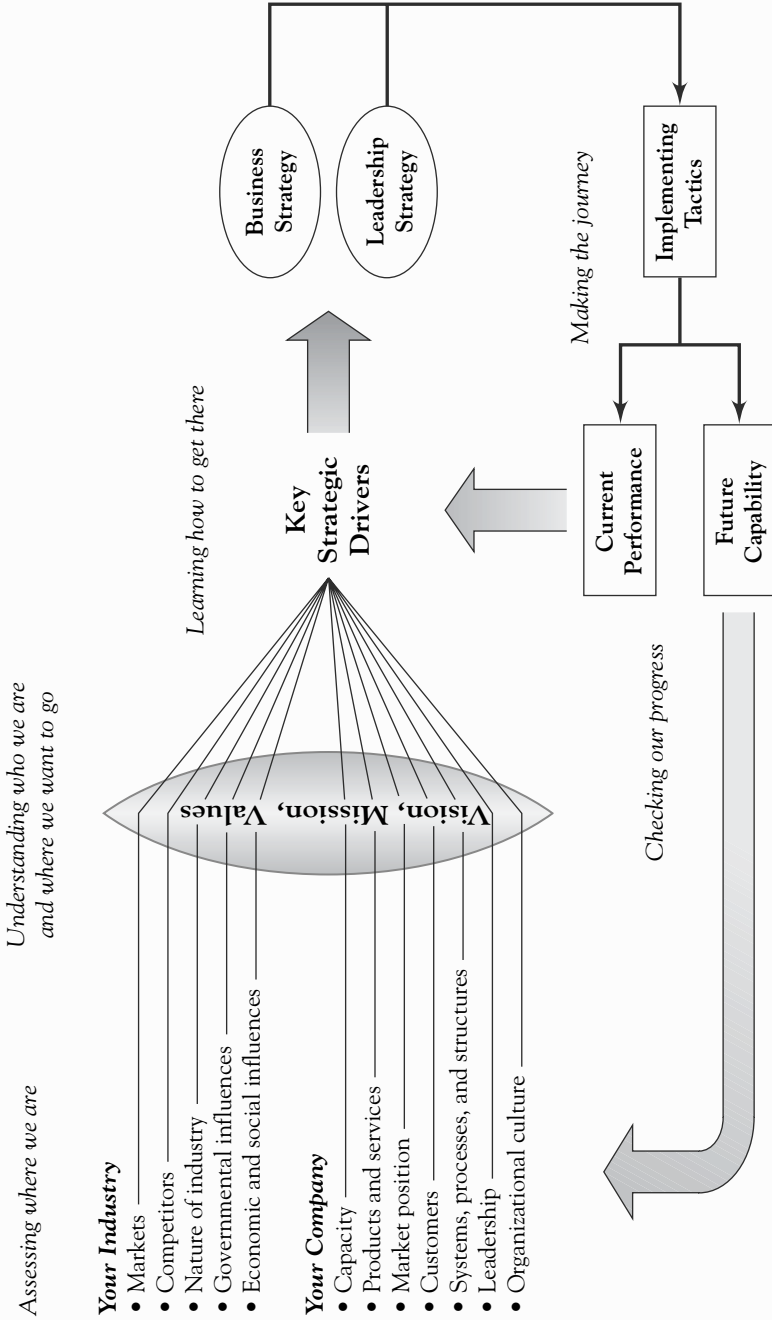 Assessing where we are
Understanding who we are
and where we want to go
Your Industry
• Markets
• Competitors
• Nature of industry
• Governmental influences
• Economic and social influences
Your Company
• Capacity
• Products and services
• Market position
• Customers
• Systems, processes, and structures
• Leadership
• Organizational culture
Vision, Mission, Values
Learning how to get there
Key
Strategic
Drivers
Business
Strategy
Leadership
Strategy
Making the journey
Implementing
Tactics
Current
Performance
Future
Capability
Checking our progress